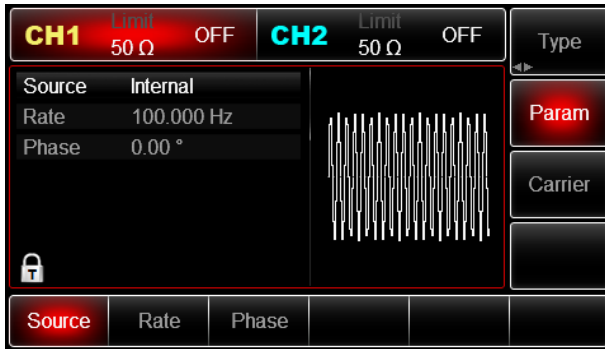 CH1 Limit 50 Ω OFF CH2 Limit 50 Ω OFF
Type
Source Internal
Rate 100.000 Hz
Phase 0.00 °
Param
Carrier
T
Source Rate Phase